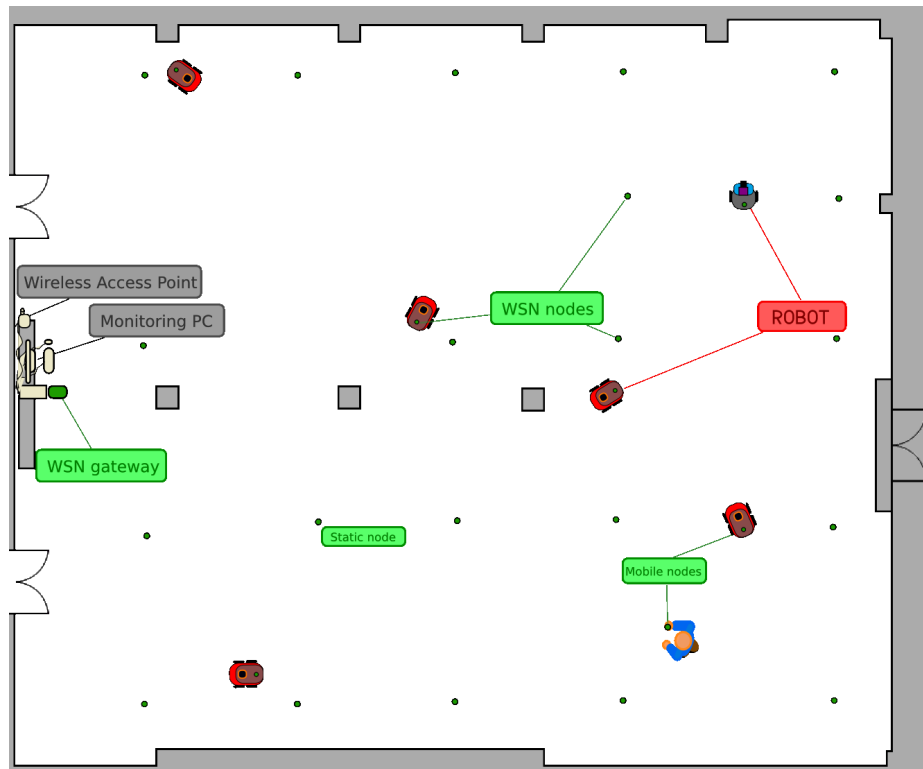 Wireless Access Point
Monitoring PC
WSN nodes
ROBOT
WSN gateway
Static node
Mobile nodes